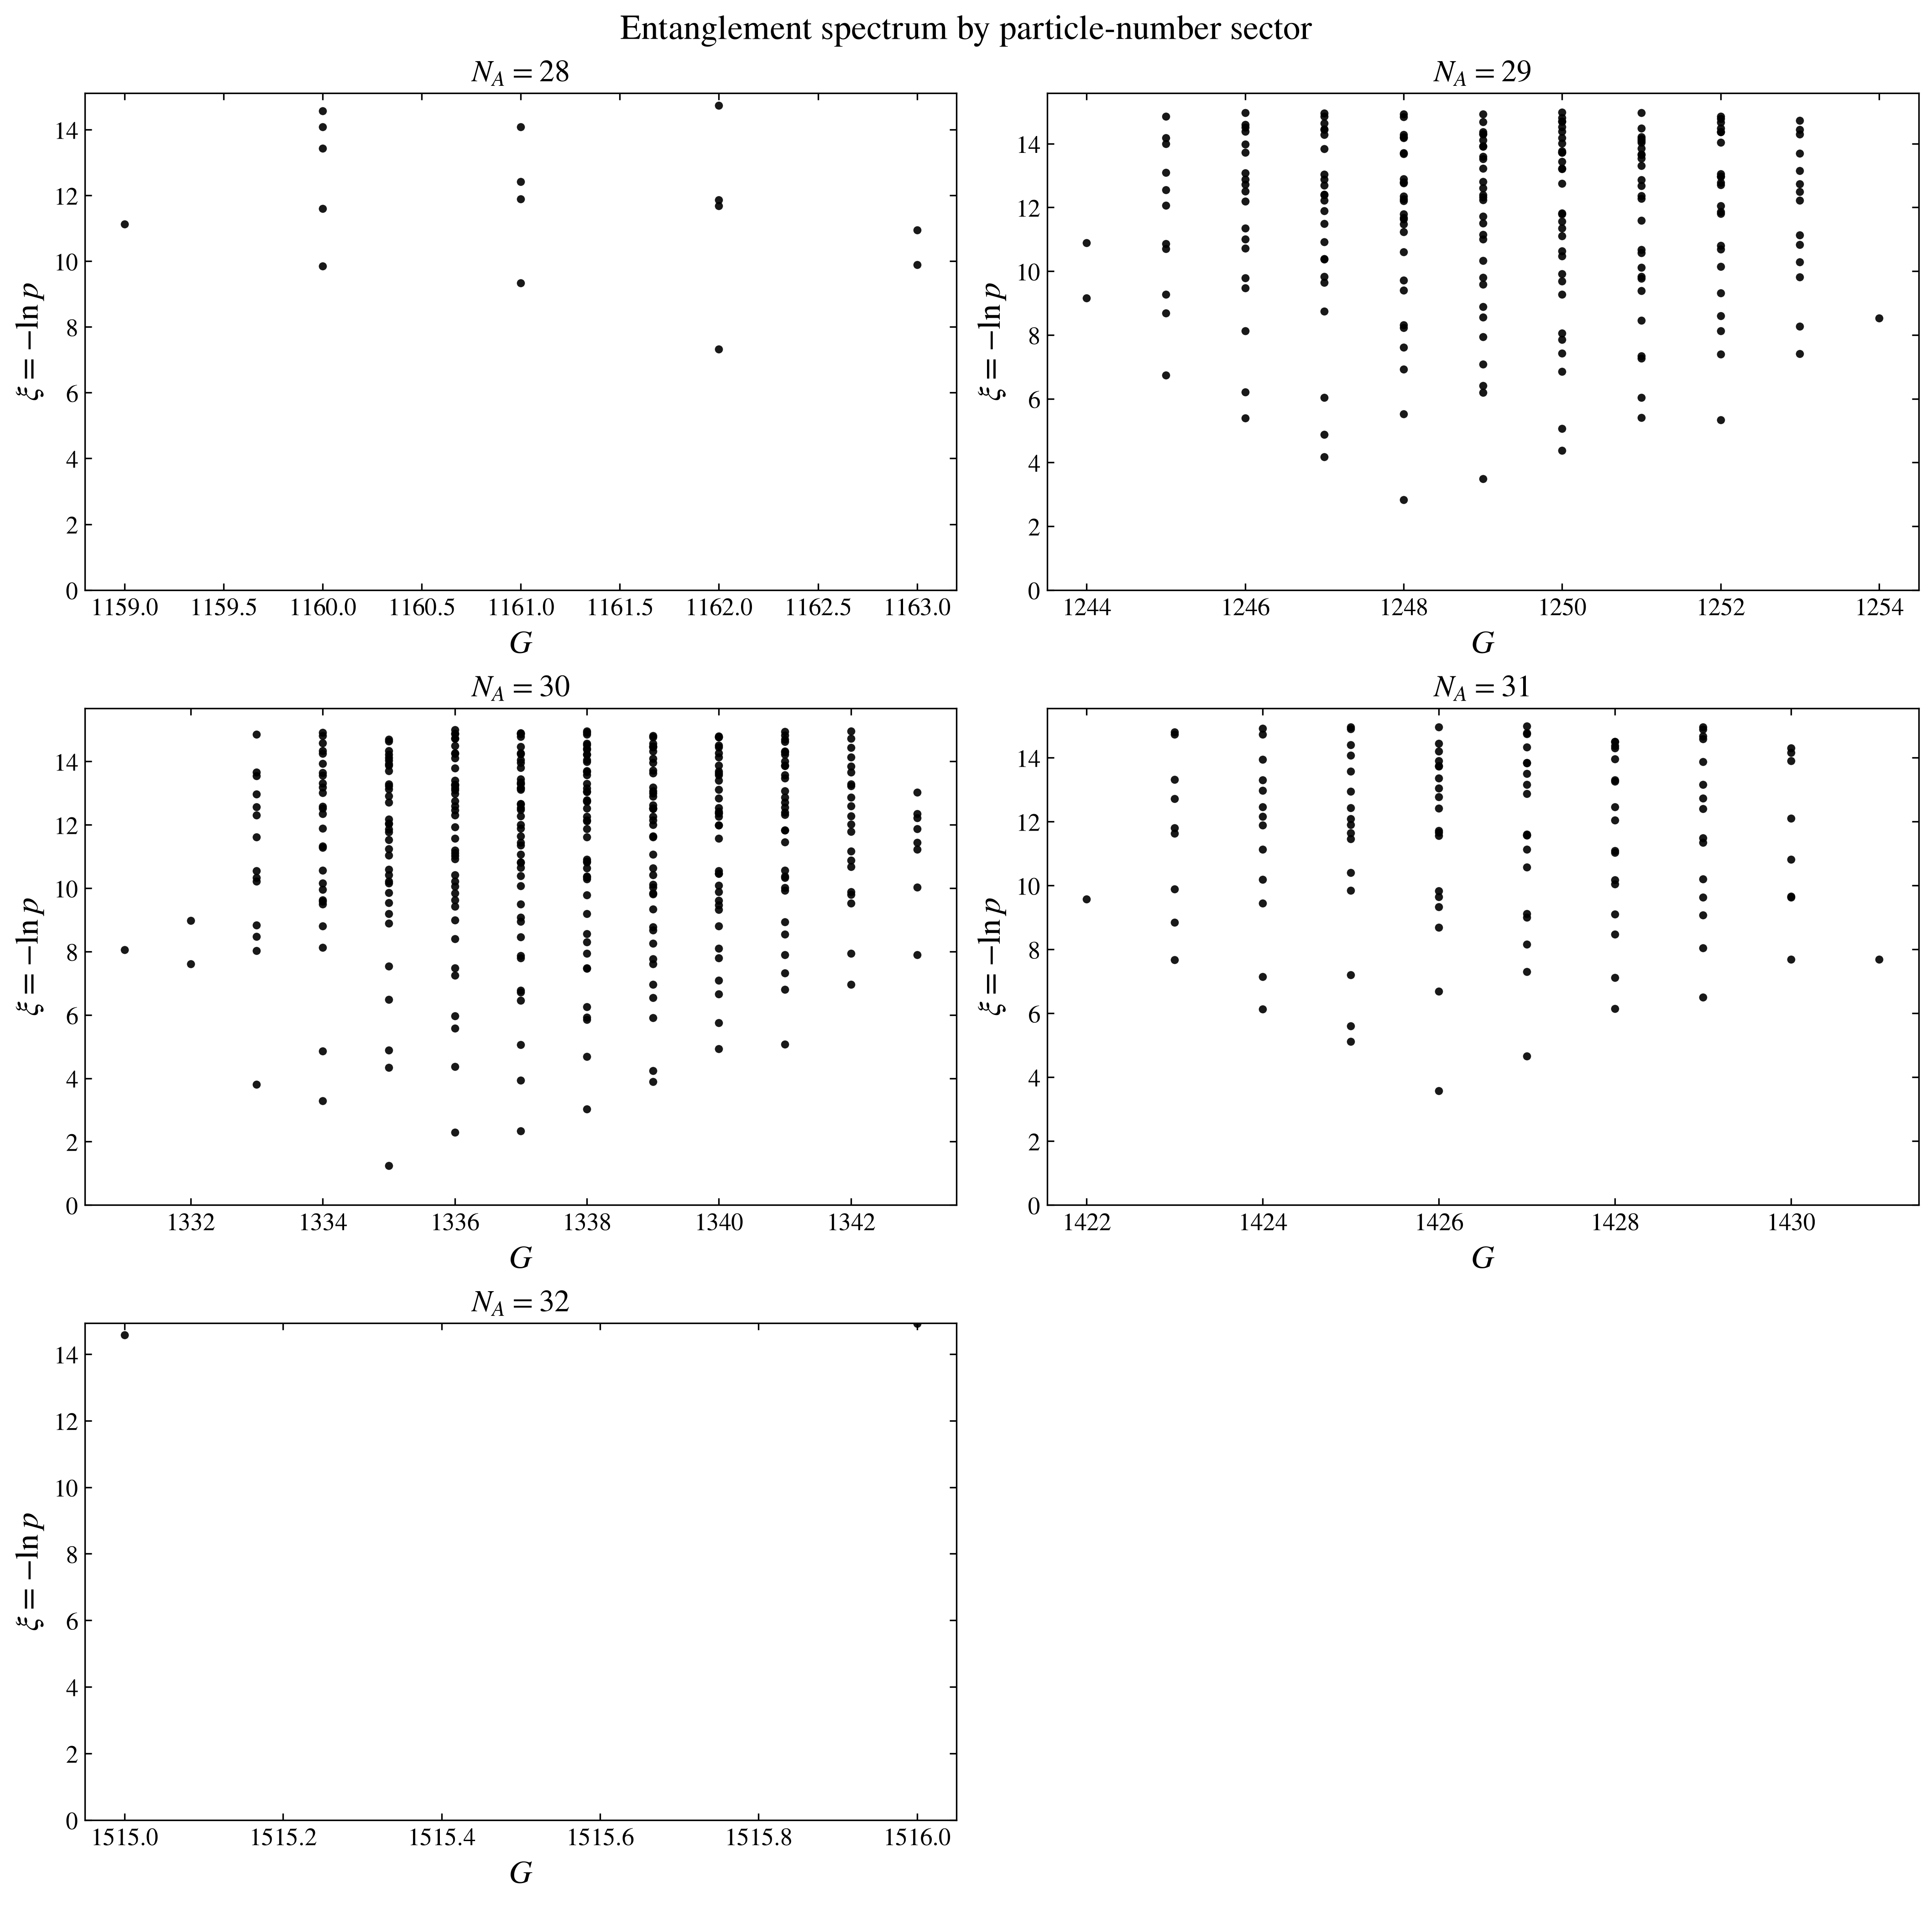 Entanglement spectrum by particle-number sector
N_A = 28
14
12
10
8
6
4
2
0
ξ = −ln p
1159.0 1159.5 1160.0 1160.5 1161.0 1161.5 1162.0 1162.5 1163.0
G
N_A = 29
14
12
10
8
6
4
2
0
ξ = −ln p
1244 1246 1248 1250 1252 1254
G
N_A = 30
14
12
10
8
6
4
2
0
ξ = −ln p
1332 1334 1336 1338 1340 1342
G
N_A = 31
14
12
10
8
6
4
2
0
ξ = −ln p
1422 1424 1426 1428 1430
G
N_A = 32
14
12
10
8
6
4
2
0
ξ = −ln p
1515.0 1515.2 1515.4 1515.6 1515.8 1516.0
G